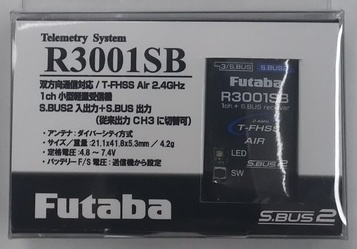 Telemetry System
R3001SB
双方向通信対応 / T-FHSS Air 2.4GHz
1ch 小型軽量受信機
S.BUS2 入出力+S.BUS 出力
(従来出力 CH3 に切替可)
・アンテナ : ダイバーシティ方式
・サイズ/重量 : 21.1x41.8x5.3mm / 4.2g
・定格電圧 : 4.8 ~ 7.4V
・バッテリーF/S 電圧 : 送信機から設定
Futaba
3/S.BUS
S.BUS2
Futaba
R3001SB
1ch + S.BUS receiver
2.4GHz
T-FHSS
AIR
LED
S.BUS2
SW
S.BUS2